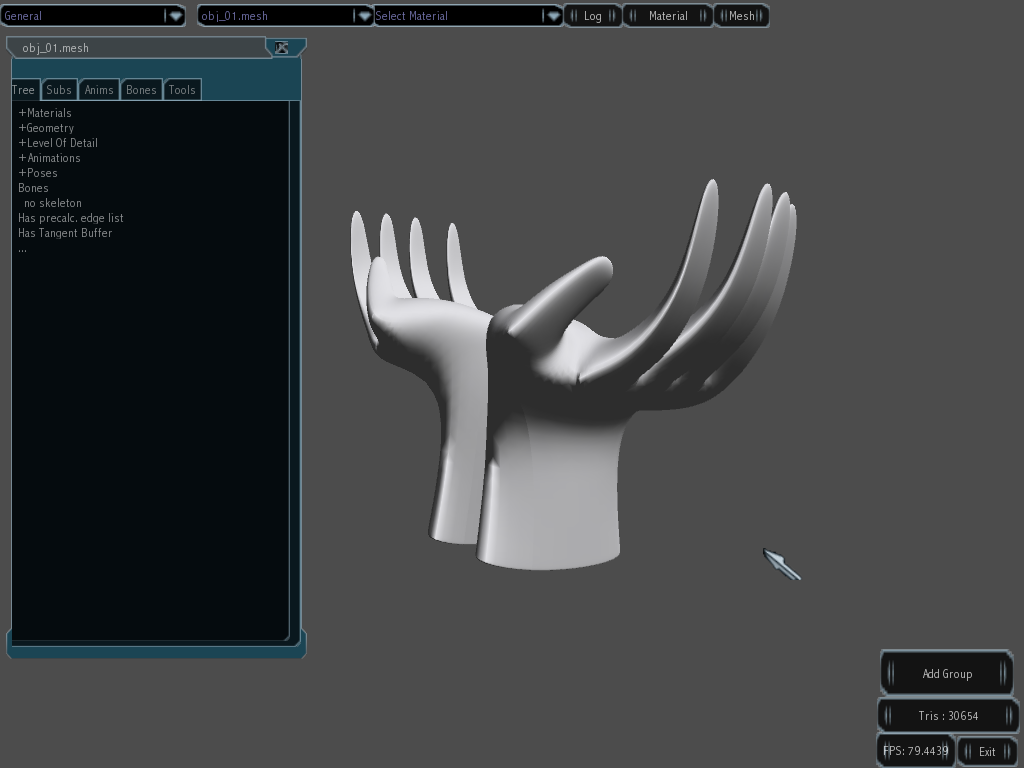 General
obj_01.mesh
Select Material
Log
Material
Mesh
obj_01.mesh
Tree Subs Anims Bones Tools
+Materials
+Geometry
+Level Of Detail
+Animations
+Poses
Bones
no skeleton
Has precalc. edge list
Has Tangent Buffer
...
Add Group
Tris : 30654
FPS: 79.4439
Exit